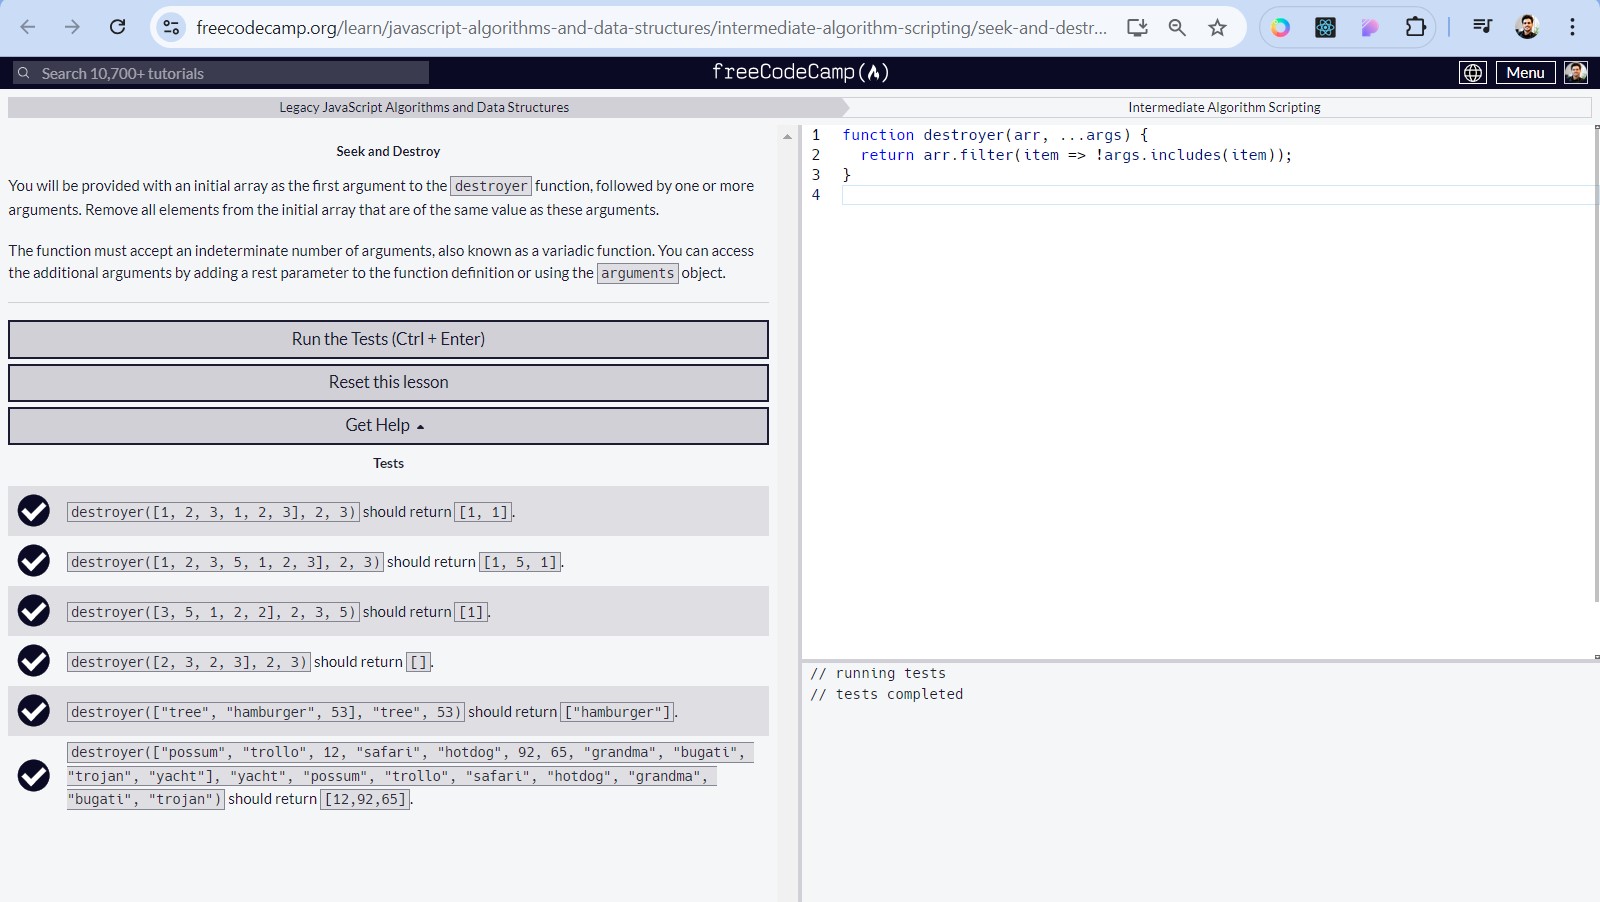 freecodecamp.org/learn/javascript-algorithms-and-data-structures/intermediate-algorithm-scripting/seek-and-destr...
Search 10,700+ tutorials
freeCodeCamp
Menu
Legacy JavaScript Algorithms and Data Structures
Intermediate Algorithm Scripting
Seek and Destroy
You will be provided with an initial array as the first argument to the destroyer function, followed by one or more
arguments. Remove all elements from the initial array that are of the same value as these arguments.
The function must accept an indeterminate number of arguments, also known as a variadic function. You can access
the additional arguments by adding a rest parameter to the function definition or using the arguments object.
Run the Tests (Ctrl + Enter)
Reset this lesson
Get Help
Tests
destroyer([1, 2, 3, 1, 2, 3], 2, 3) should return [1, 1].
destroyer([1, 2, 3, 5, 1, 2, 3], 2, 3) should return [1, 5, 1].
destroyer([3, 5, 1, 2, 2], 2, 3, 5) should return [1].
destroyer([2, 3, 2, 3], 2, 3) should return [].
destroyer(["tree", "hamburger", 53], "tree", 53) should return ["hamburger"].
destroyer(["possum", "trollo", 12, "safari", "hotdog", 92, 65, "grandma", "bugati",
"trojan", "yacht"], "yacht", "possum", "trollo", "safari", "hotdog", "grandma",
"bugati", "trojan") should return [12,92,65].
1 function destroyer(arr, ...args) {
2 return arr.filter(item => !args.includes(item));
3 }
4
// running tests
// tests completed